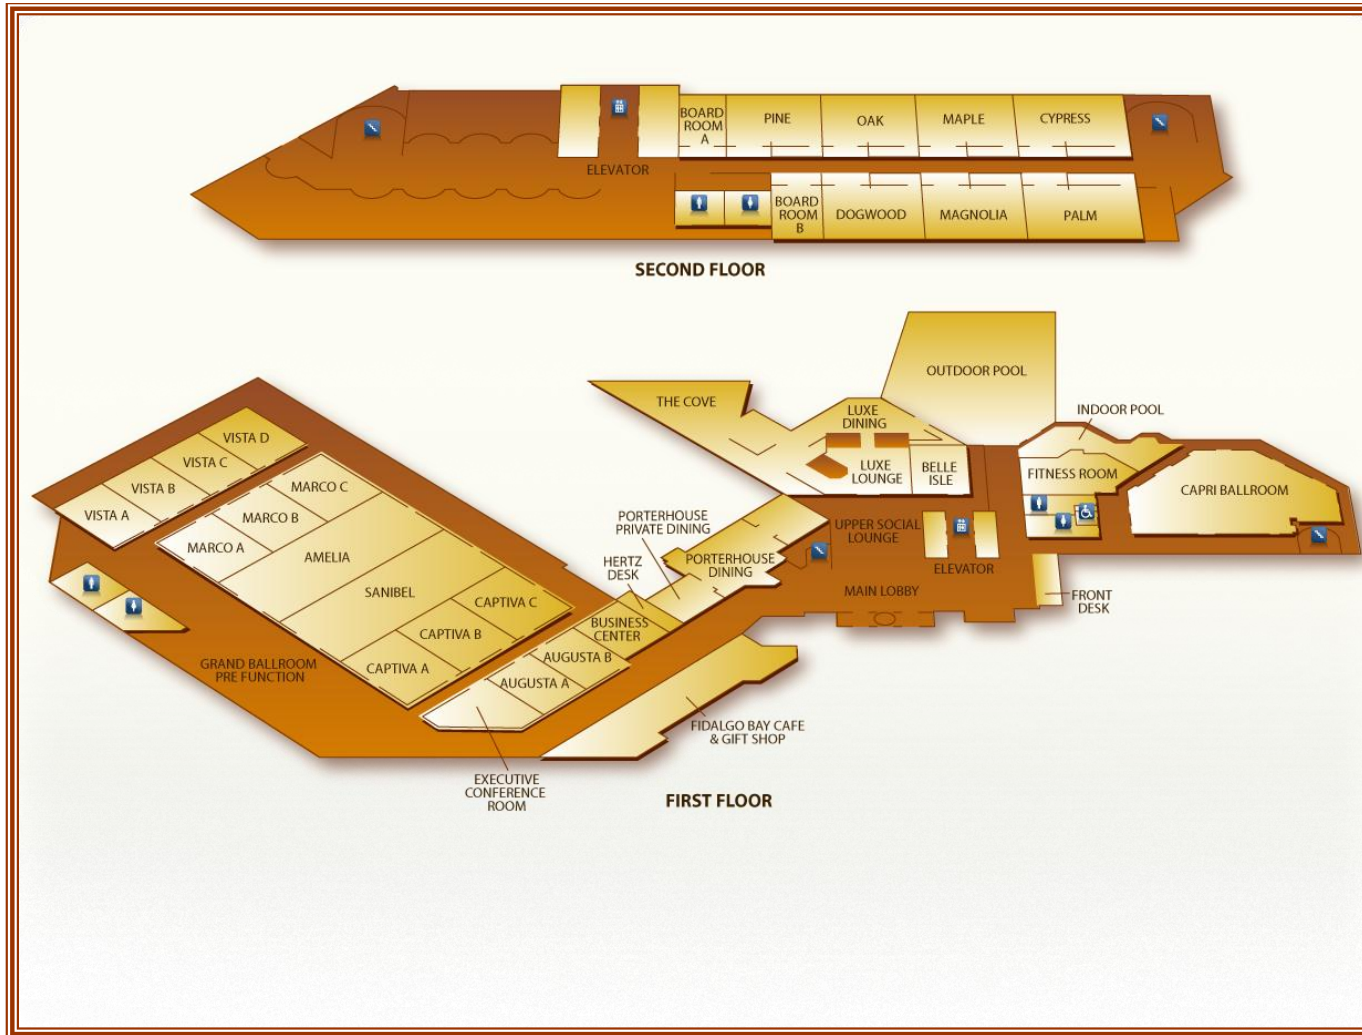 BOARD
ROOM
A
PINE
OAK
MAPLE
CYPRESS
ELEVATOR
BOARD
ROOM
B
DOGWOOD
MAGNOLIA
PALM
SECOND FLOOR
OUTDOOR POOL
THE COVE
LUXE
DINING
INDOOR POOL
LUXE
LOUNGE
BELLE
ISLE
FITNESS ROOM
CAPRI BALLROOM
VISTA D
VISTA C
VISTA B
VISTA A
MARCO C
MARCO B
MARCO A
AMELIA
SANIBEL
CAPTIVA C
CAPTIVA B
CAPTIVA A
PORTERHOUSE
PRIVATE DINING
HERTZ
DESK
PORTERHOUSE
DINING
UPPER SOCIAL
LOUNGE
ELEVATOR
MAIN LOBBY
FRONT
DESK
BUSINESS
CENTER
AUGUSTA B
AUGUSTA A
GRAND BALLROOM
PRE FUNCTION
FIDALGO BAY CAFE
& GIFT SHOP
EXECUTIVE
CONFERENCE
ROOM
FIRST FLOOR